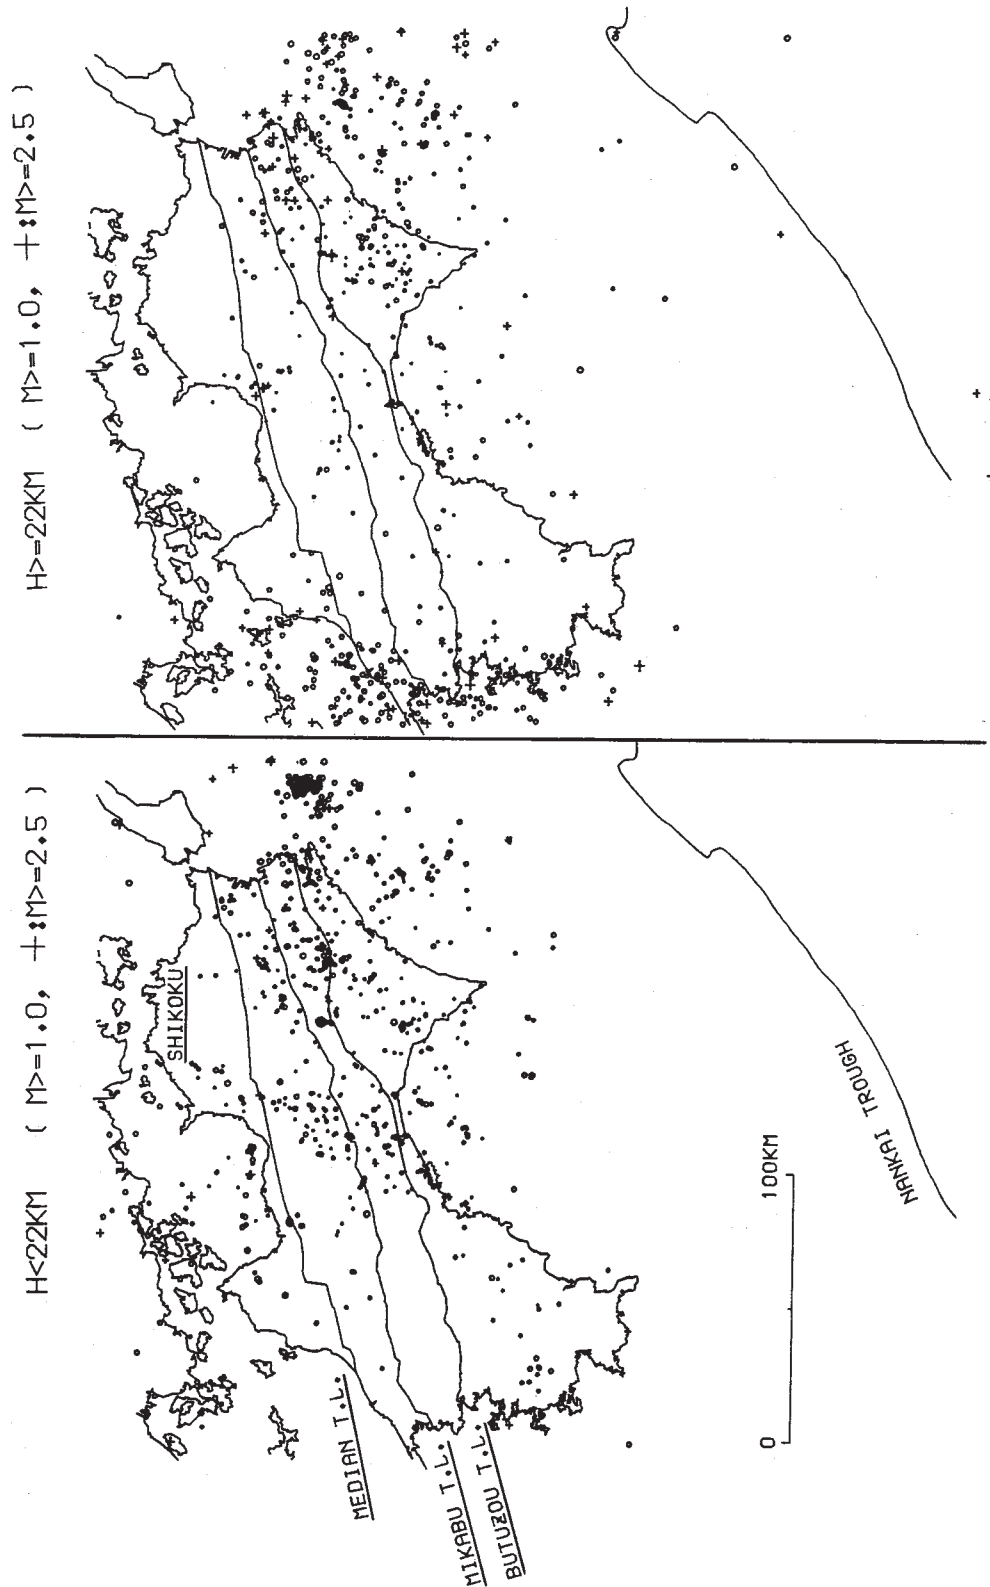 H<22KM ( M>=1.0, +:M>=2.5 )
SHIKOKU
MEDIAN T.L.
MIKABU T.L.
BUTUZOU T.L.
0 100KM
NANKAI TROUGH
H>=22KM ( M>=1.0, +:M>=2.5 )